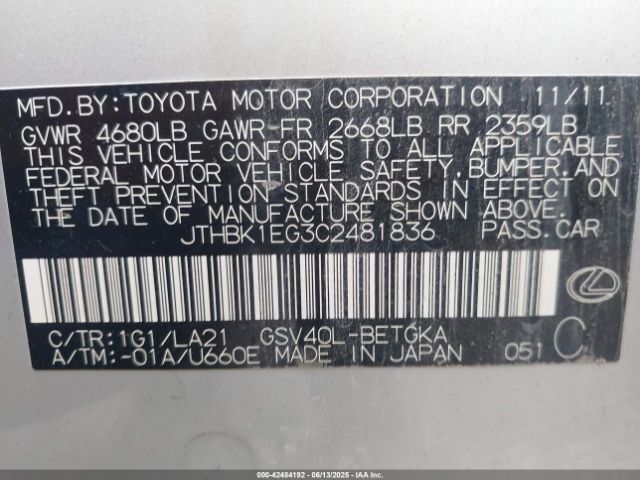 MFD.BY:TOYOTA MOTOR CORPORATION 11/11
GVWR 4680LB GAWR-FR 2668LB RR 2359LB
THIS VEHICLE CONFORMS TO ALL APPLICABLE
FEDERAL MOTOR VEHICLE SAFETY,BUMPER,AND
THEFT PREVENTION STANDARDS IN EFFECT ON
THE DATE OF MANUFACTURE SHOWN ABOVE.
JTHBK1EG3C2481836 PASS.CAR
C/TR:1G1/LA21 GSV40L-BETGKA
A/TM:-01A/U660E MADE IN JAPAN 051 C
000-42484192 - 06/13/2025 - IAAI.COM